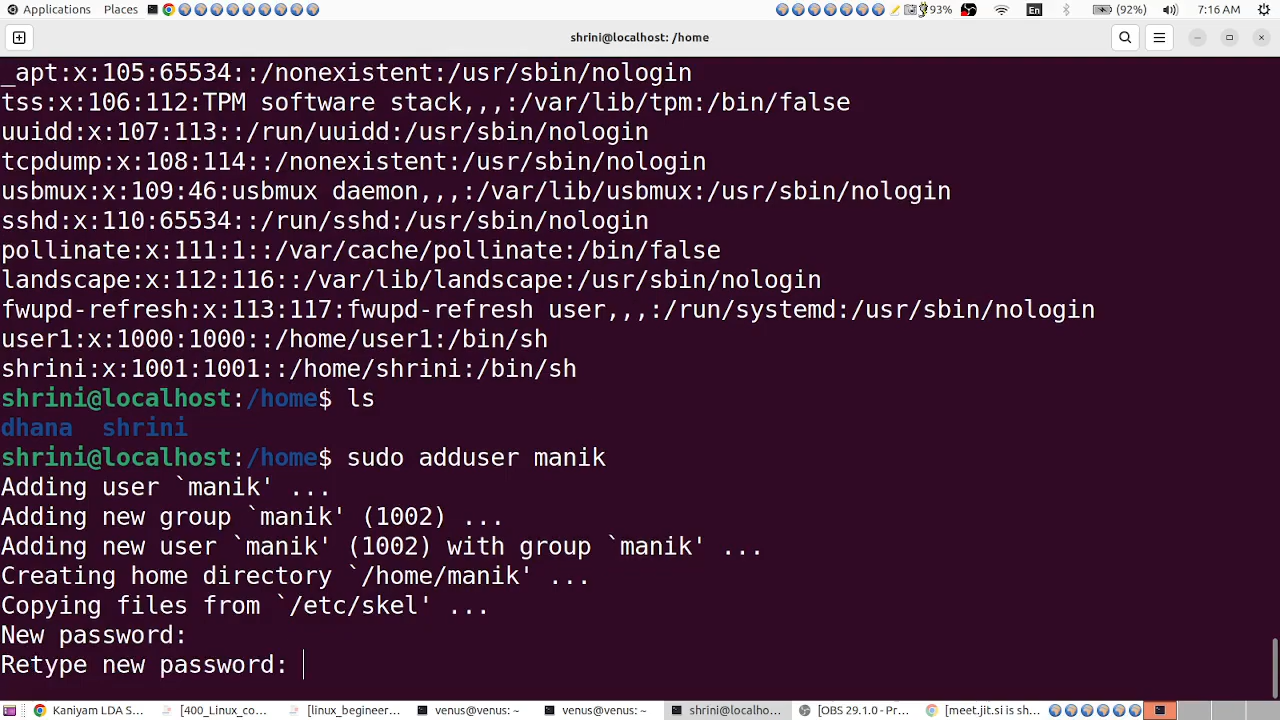 Applications Places 93% En (92%) 7:16 AM
shrini@localhost: /home
_apt:x:105:65534::/nonexistent:/usr/sbin/nologin
tss:x:106:112:TPM software stack,,,:/var/lib/tpm:/bin/false
uuidd:x:107:113::/run/uuidd:/usr/sbin/nologin
tcpdump:x:108:114::/nonexistent:/usr/sbin/nologin
usbmux:x:109:46:usbmux daemon,,,:/var/lib/usbmux:/usr/sbin/nologin
sshd:x:110:65534::/run/sshd:/usr/sbin/nologin
pollinate:x:111:1::/var/cache/pollinate:/bin/false
landscape:x:112:116::/var/lib/landscape:/usr/sbin/nologin
fwupd-refresh:x:113:117:fwupd-refresh user,,,:/run/systemd:/usr/sbin/nologin
user1:x:1000:1000::/home/user1:/bin/sh
shrini:x:1001:1001::/home/shrini:/bin/sh
shrini@localhost:/home$ ls
dhana  shrini
shrini@localhost:/home$ sudo adduser manik
Adding user `manik' ...
Adding new group `manik' (1002) ...
Adding new user `manik' (1002) with group `manik' ...
Creating home directory `/home/manik' ...
Copying files from `/etc/skel' ...
New password:
Retype new password:
Kaniyam LDA S... [400_Linux_co... [linux_begineer... venus@venus: ~ venus@venus: ~ shrini@localho... [OBS 29.1.0 - Pr... [meet.jit.si is sh...